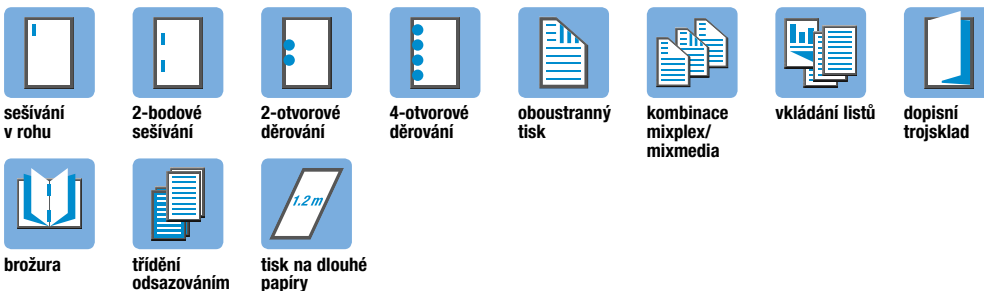 sešívání
v rohu
2-bodové
sešívání
2-otvorové
děrování
4-otvorové
děrování
oboustranný
tisk
kombinace
mixplex/
mixmedia
vkládání listů
dopisní
trojsklad
brožura
třídění
odsazováním
1.2 m
tisk na dlouhé
papíry